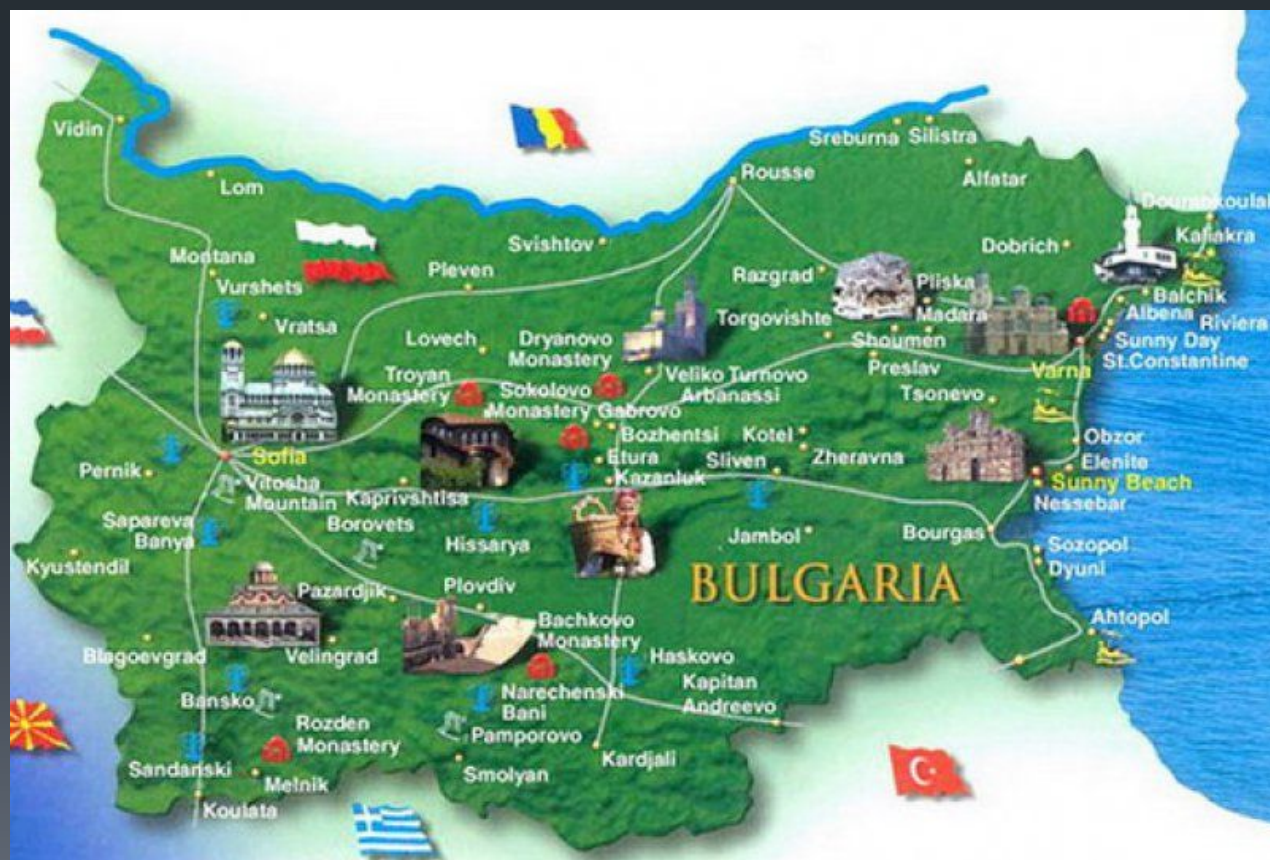 Vidin
Lom
Sreburna
Silistra
Rousse
Alfatar
Dourankoulak
Kaliakra
Svishtov
Dobrich
Montana
Vurshets
Pleven
Razgrad
Pliska
Madara
Balchik
Albena
Riviera
Vratsa
Lovech
Dryanovo
Monastery
Torgovishte
Shoumen
Preslav
Sunny Day
St.Constantine
Varna
Troyan
Monastery
Sokolovo
Monastery
Gabrovo
Veliko Turnovo
Arbanassi
Tsonevo
Bozhentsi
Kotel
Obzor
Sofia
Etura
Sliven
Zheravna
Elenite
Pernik
Kazanluk
Sunny Beach
Vitosha
Mountain
Kaprivshtisa
Nessebar
Sapareva
Banya
Borovets
Hissarya
Jambol
Bourgas
Sozopol
Dyuni
Kyustendil
Pazardjik
Plovdiv
BULGARIA
Bachkovo
Monastery
Ahtopol
Blagoevgrad
Velingrad
Haskovo
Bansko
Narechenski
Bani
Kapitan
Andreevo
Rozden
Monastery
Pamporovo
Sandanski
Melnik
Smolyan
Kardjali
Koulata